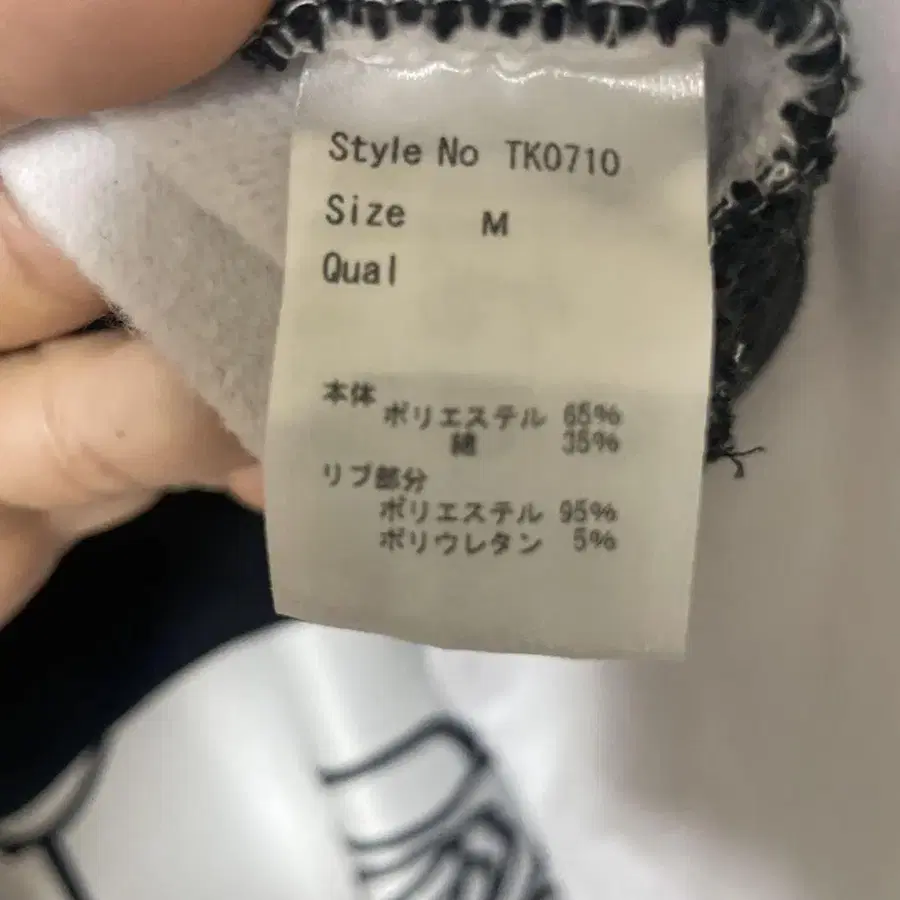 Style No TK0710
Size M
Qual
本体
ポリエステル 65%
綿 35%
リブ部分
ポリエステル 95%
ポリウレタン 5%